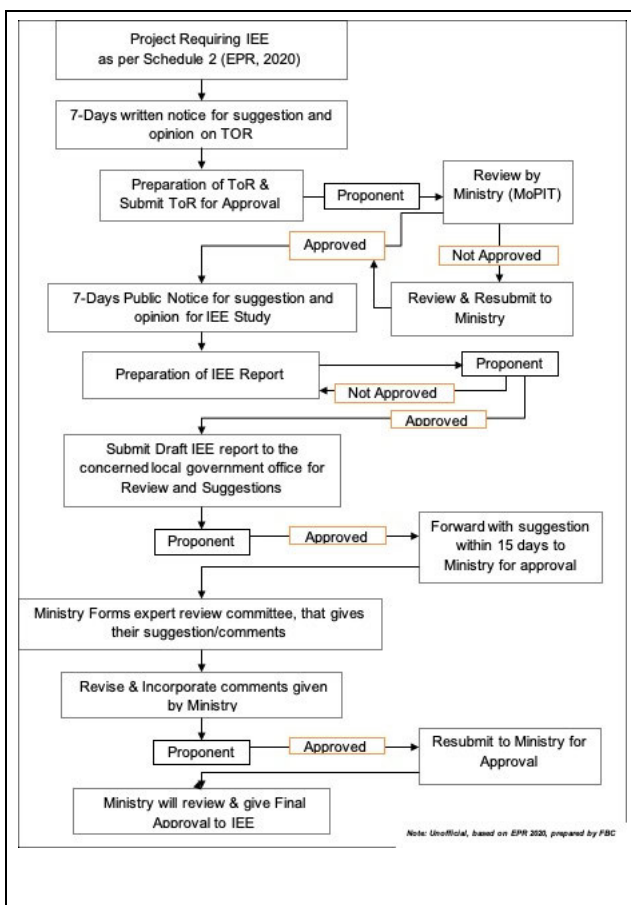 Project Requiring IEE
as per Schedule 2 (EPR, 2020)
7-Days written notice for suggestion and
opinion on TOR
Preparation of ToR &
Submit ToR for Approval
Proponent
Review by
Ministry (MoPIT)
Approved
Not Approved
7-Days Public Notice for suggestion and
opinion for IEE Study
Review & Resubmit to
Ministry
Preparation of IEE Report
Proponent
Not Approved
Approved
Submit Draft IEE report to the
concerned local government office for
Review and Suggestions
Proponent
Approved
Forward with suggestion
within 15 days to
Ministry for approval
Ministry Forms expert review committee, that gives
their suggestion/comments
Revise & Incorporate comments given
by Ministry
Proponent
Approved
Resubmit to Ministry for
Approval
Ministry will review & give Final
Approval to IEE
Note: Unofficial, based on EPR 2020, prepared by FBC